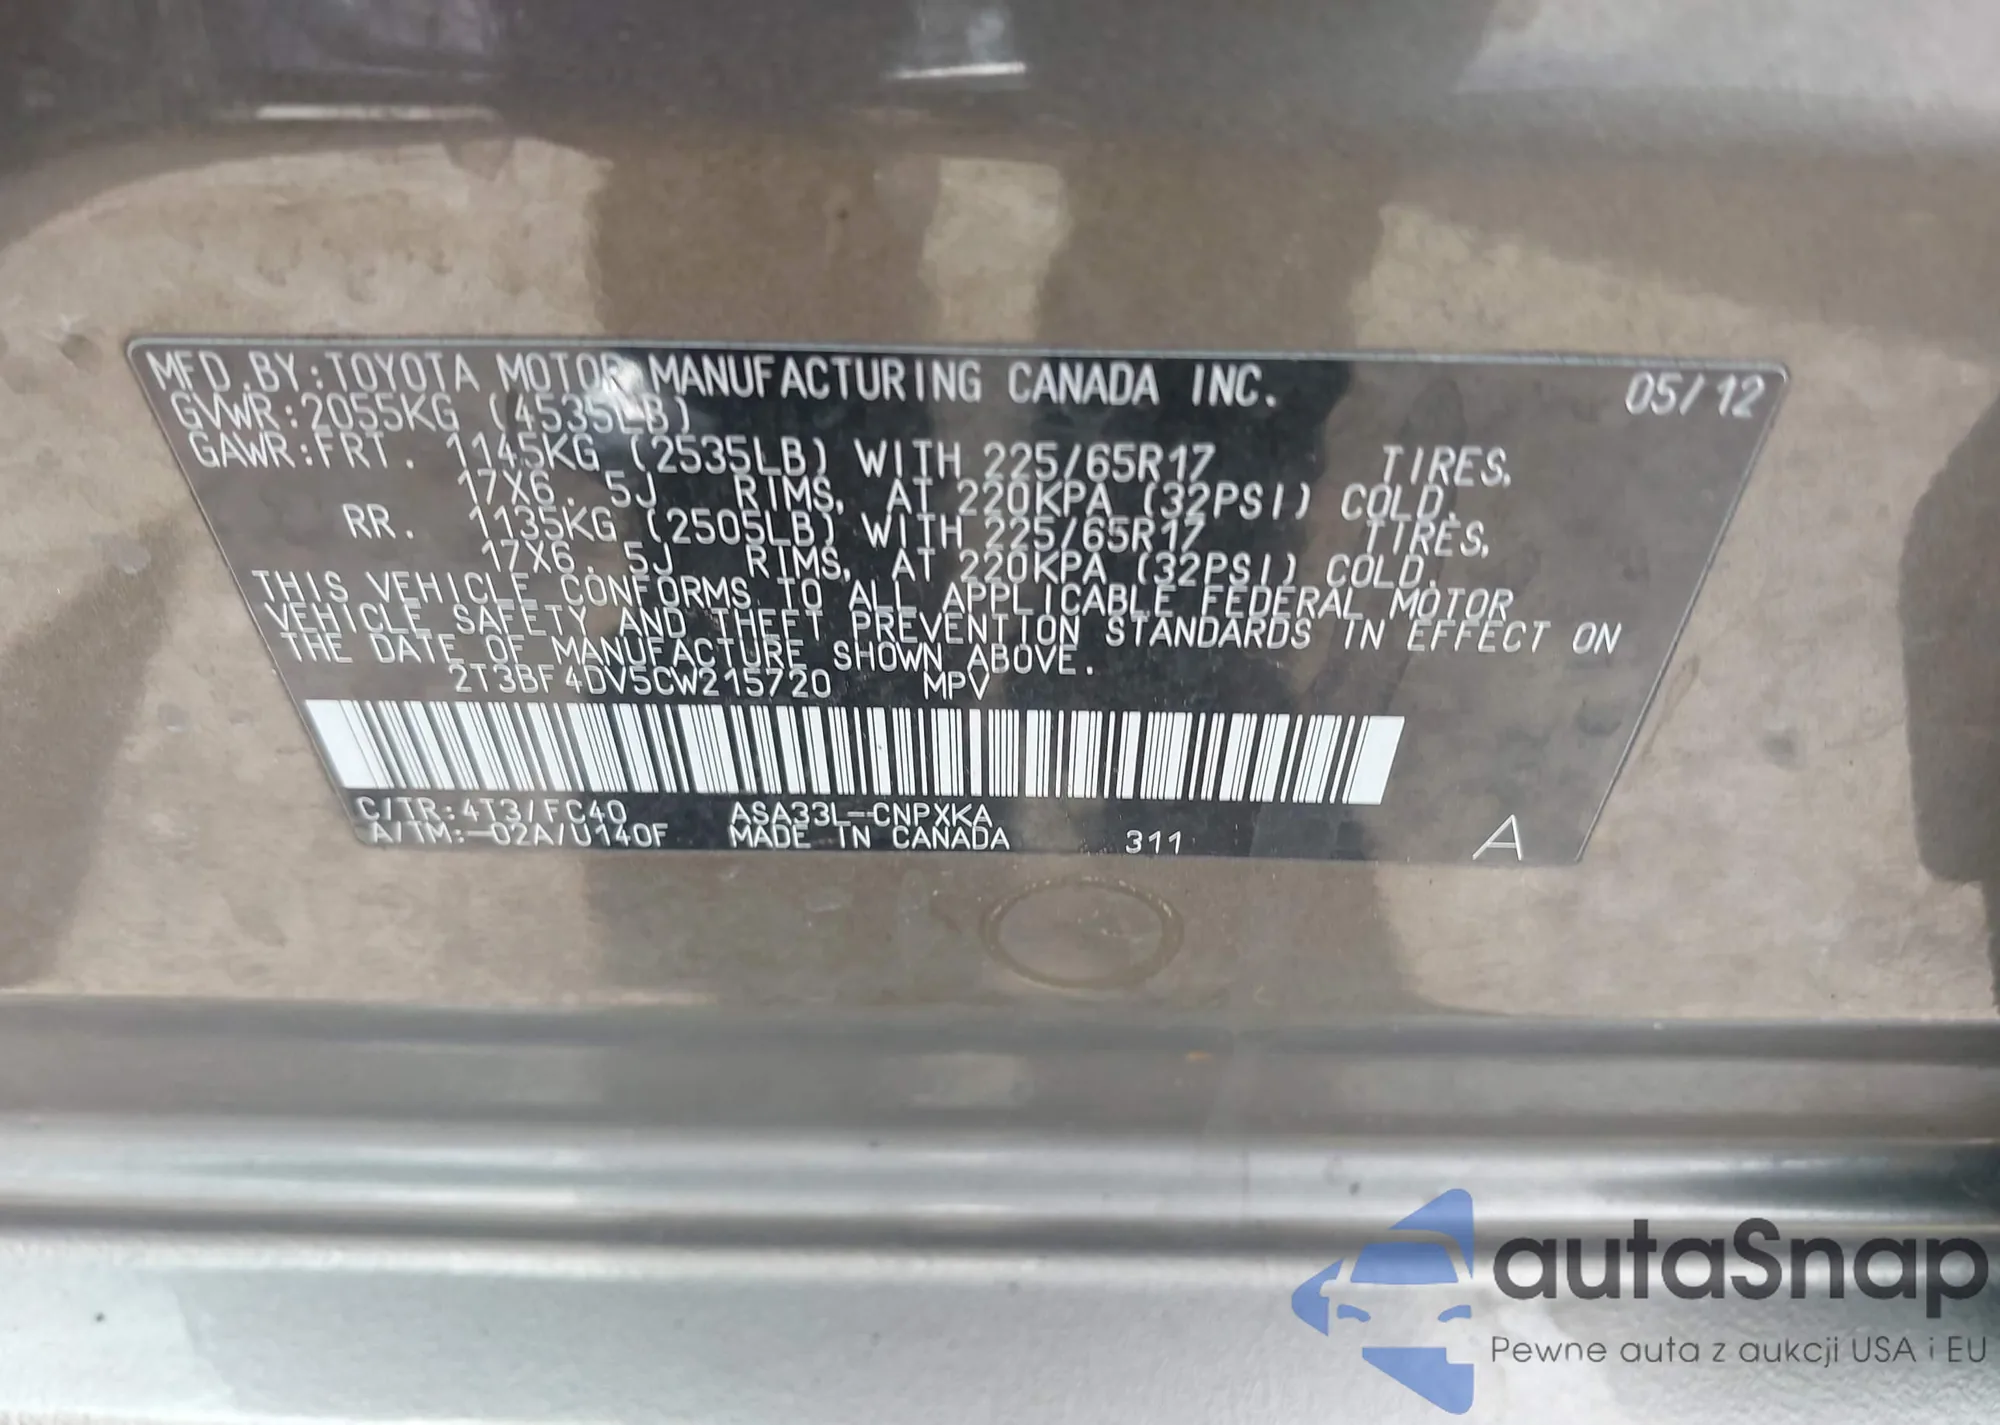 MFD.BY:TOYOTA MOTOR MANUFACTURING CANADA INC. 05/12
GVWR:2055KG (4535LB)
GAWR:FRT. 1145KG (2535LB) WITH 225/65R17 TIRES,
17X6.5J RIMS, AT 220KPA (32PSI) COLD.
RR. 1135KG (2505LB) WITH 225/65R17 TIRES,
17X6.5J RIMS, AT 220KPA (32PSI) COLD.
THIS VEHICLE CONFORMS TO ALL APPLICABLE FEDERAL MOTOR
VEHICLE SAFETY AND THEFT PREVENTION STANDARDS IN EFFECT ON
THE DATE OF MANUFACTURE SHOWN ABOVE.
2T3BF4DV5CW215720 MPV
C/TR:4T3/FC40 ASA33L-CNPXKA
A/TM:-02A/U140F MADE IN CANADA 311 A
autaSnap
Pewne auta z aukcji USA i EU